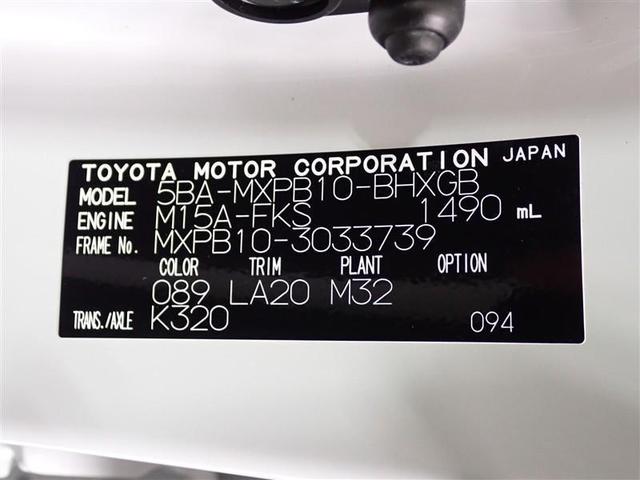 TOYOTA MOTOR CORPORATION JAPAN
MODEL 5BA-MXPB10-BHXGB
ENGINE M15A-FKS 1490 mL
FRAME No. MXPB10-3033739
COLOR TRIM PLANT OPTION
089 LA20 M32
TRANS./AXLE K320 094